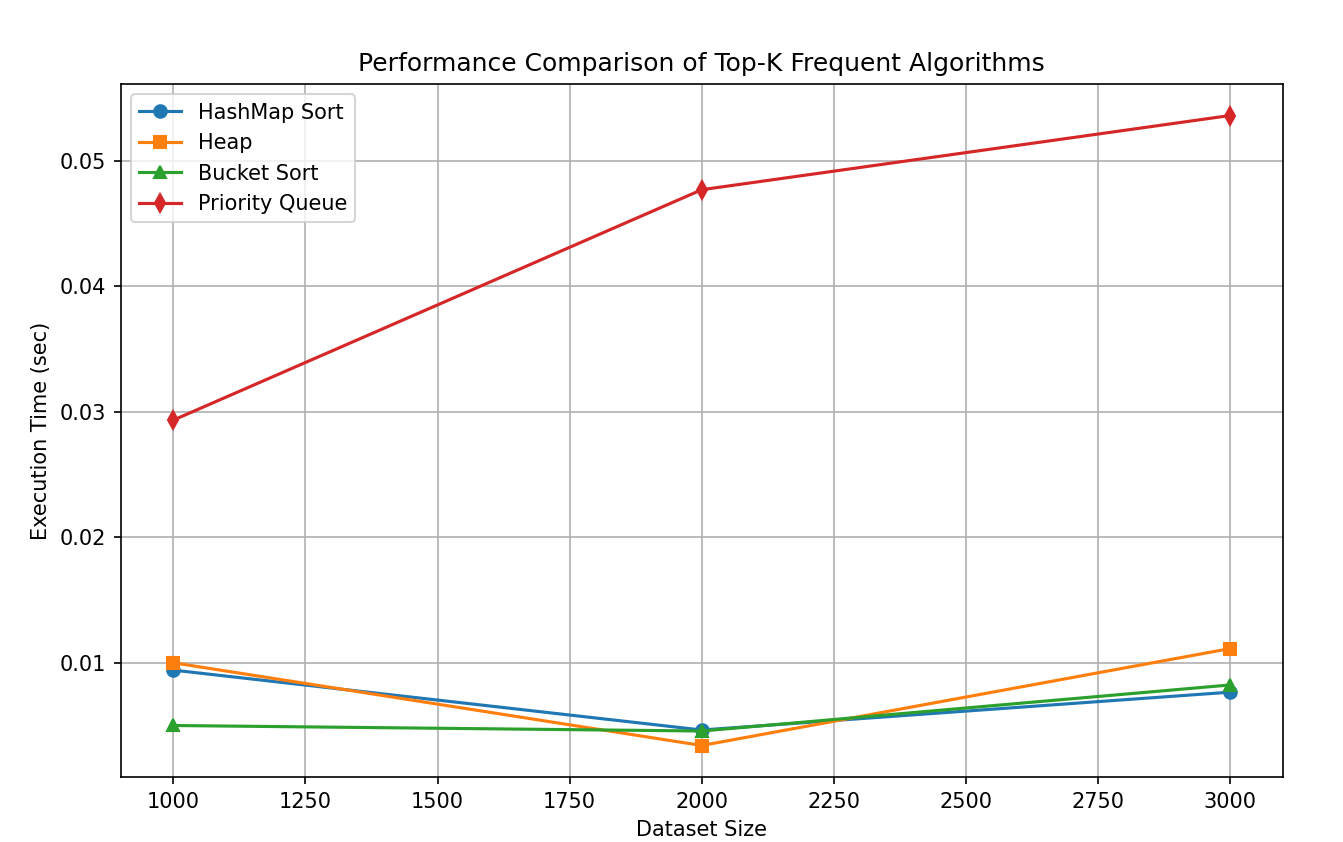 Performance Comparison of Top-K Frequent Algorithms
HashMap Sort
Heap
Bucket Sort
Priority Queue
0.05
0.04
0.03
0.02
0.01
Execution Time (sec)
1000 1250 1500 1750 2000 2250 2500 2750 3000
Dataset Size